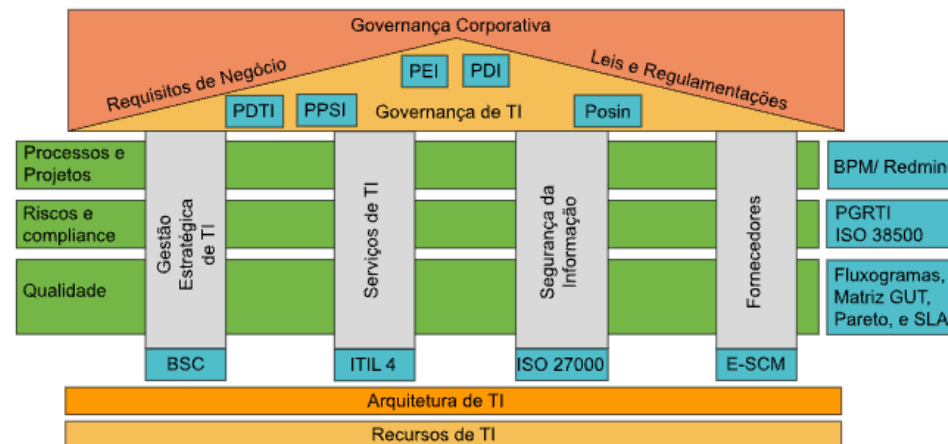 Governança Corporativa
Requisitos de Negócio
Leis e Regulamentações
PEI
PDI
PDTI
PPSI
Governança de TI
Posin
Processos e
Projetos
BPM/ Redmin
Riscos e
compliance
PGRTI
ISO 38500
Qualidade
Fluxogramas,
Matriz GUT,
Pareto, e SLA
Gestão
Estratégica
de TI
Serviços de TI
Segurança da
Informação
Fornecedores
BSC
ITIL 4
ISO 27000
E-SCM
Arquitetura de TI
Recursos de TI